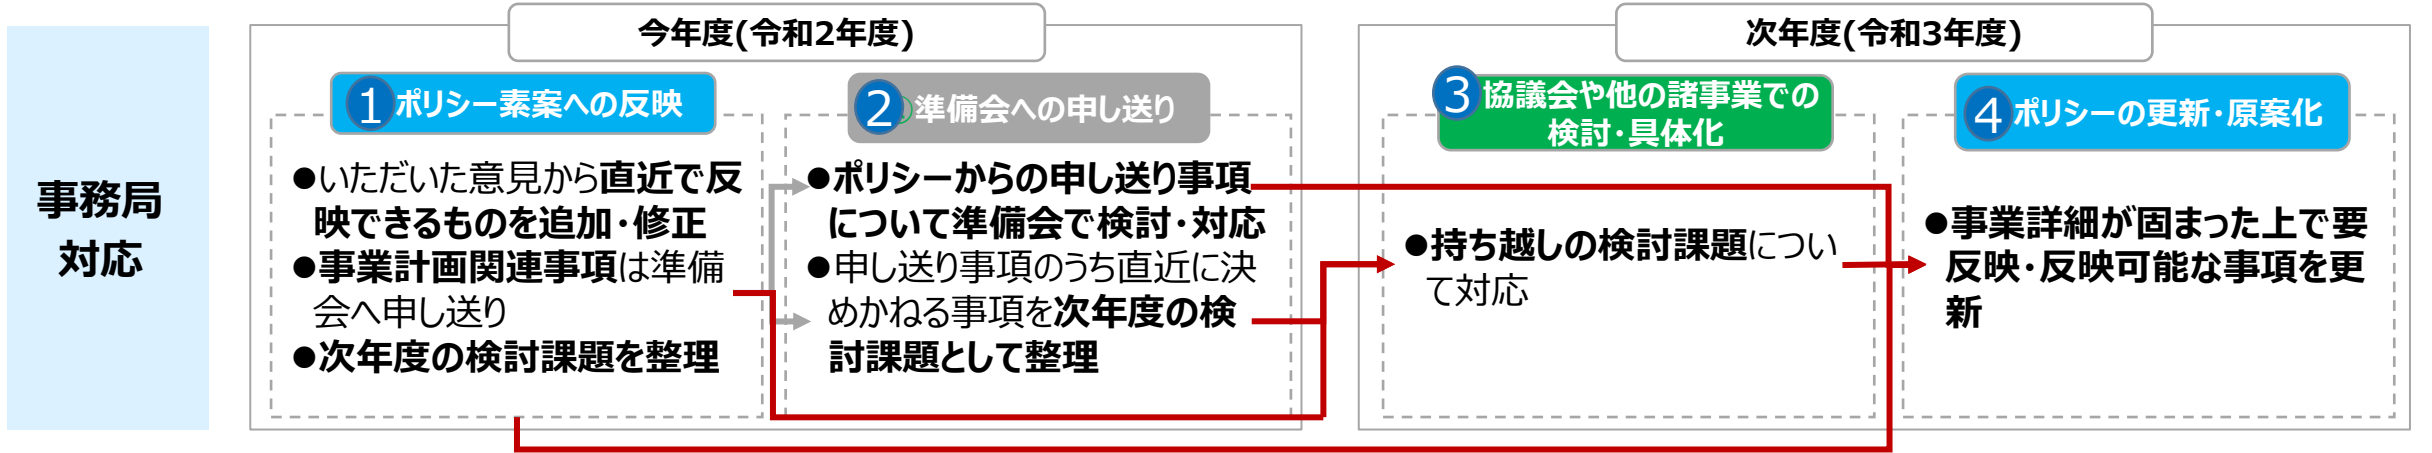 事務局
対応
今年度(令和2年度)
1 ポリシー素案への反映
●いただいた意見から直近で反
映できるものを追加・修正
●事業計画関連事項は準備
会へ申し送り
●次年度の検討課題を整理
2 準備会への申し送り
●ポリシーからの申し送り事項
について準備会で検討・対応
●申し送り事項のうち直近に決
めかねる事項を次年度の検
討課題として整理
次年度(令和3年度)
3 協議会や他の諸事業での
検討・具体化
●持ち越しの検討課題につい
て対応
4 ポリシーの更新・原案化
●事業詳細が固まった上で要
反映・反映可能な事項を更
新